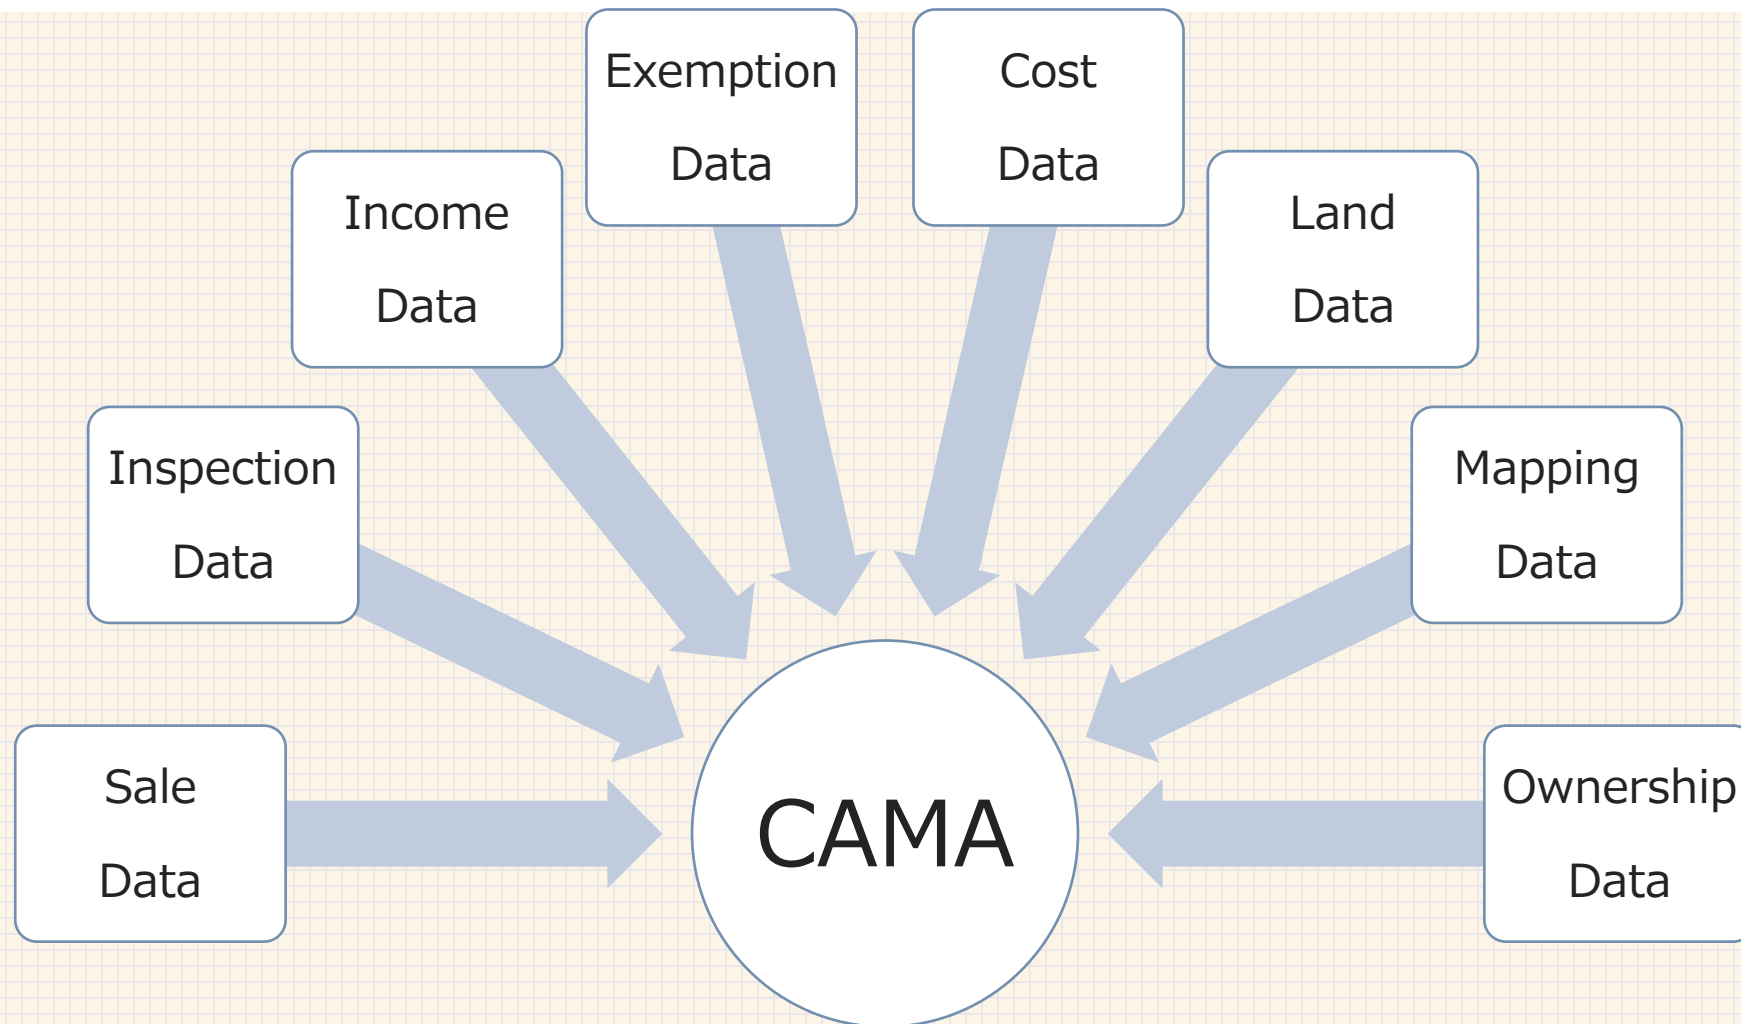 Exemption
Data
Cost
Data
Income
Data
Land
Data
Inspection
Data
Mapping
Data
Sale
Data
CAMA
Ownership
Data